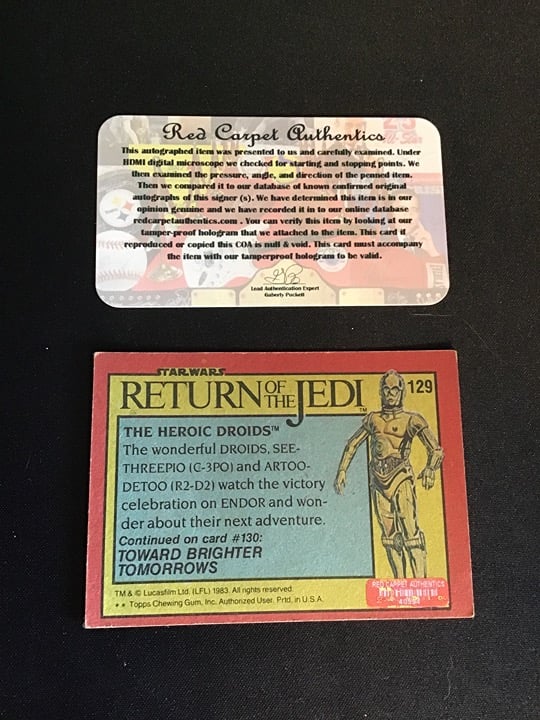 Red Carpet Authentics
This autographed item was presented to us and carefully examined. Under
HDMI digital microscope we checked for starting and stopping points. We
then examined the pressure, angle, and direction of the penned item.
Then we compared it to our database of known confirmed original
autographs of this signer (s). We have determined this item is in our
opinion genuine and we have recorded it in to our online database
redcarpetauthentics.com . You can verify this item by looking at our
tamper-proof hologram that we attached to the item. This card if
reproduced or copied this COA is null & void. This card must accompany
the item with our tamperproof hologram to be valid.
Lead Authentication Expert
Gaberly Puckett
STAR WARS
RETURN OF THE JEDI TM
129
THE HEROIC DROIDS™
The wonderful DROIDS, SEE-
THREEPIO (C-3PO) and ARTOO-
DETOO (R2-D2) watch the victory
celebration on ENDOR and won-
der about their next adventure.
Continued on card #130:
TOWARD BRIGHTER
TOMORROWS
TM & © Lucasfilm Ltd. (LFL) 1983. All rights reserved.
** Topps Chewing Gum, Inc. Authorized User. Prtd. in U.S.A.
RED CARPET AUTHENTICS